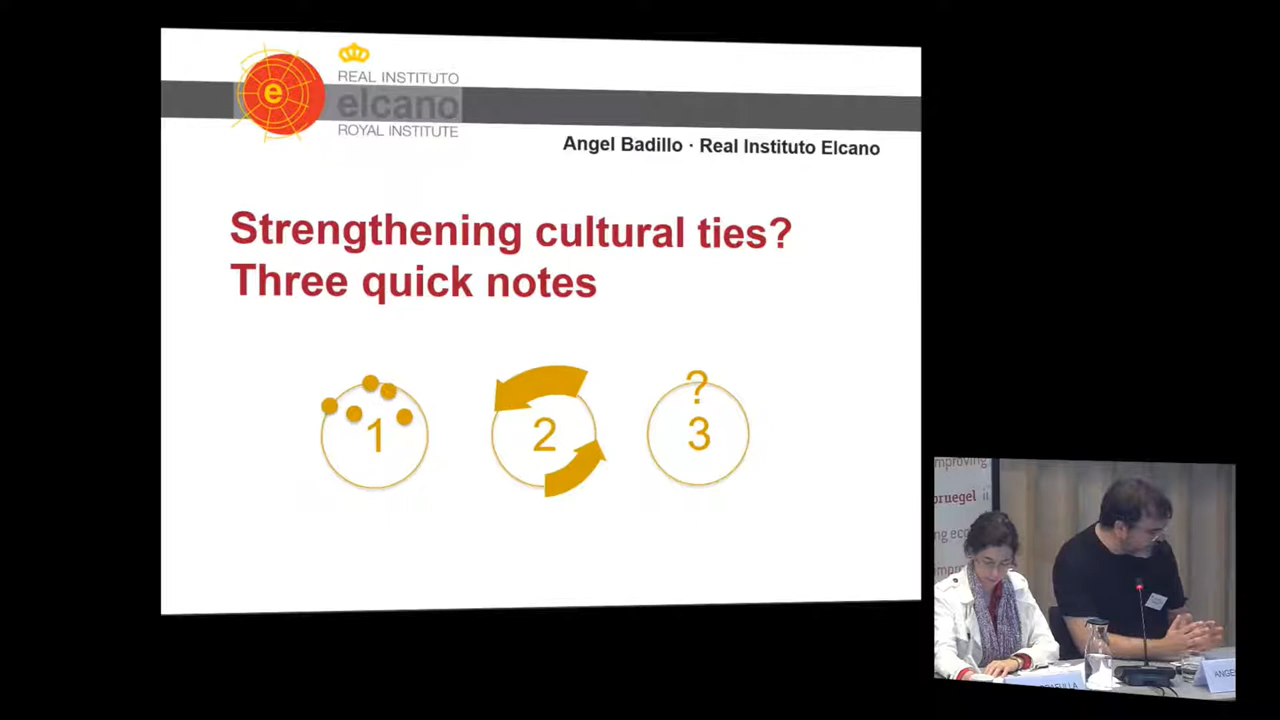 REAL INSTITUTO
elcano
ROYAL INSTITUTE
e
Angel Badillo · Real Instituto Elcano
Strengthening cultural ties?
Three quick notes
1
2
?
3
improving
bruegel